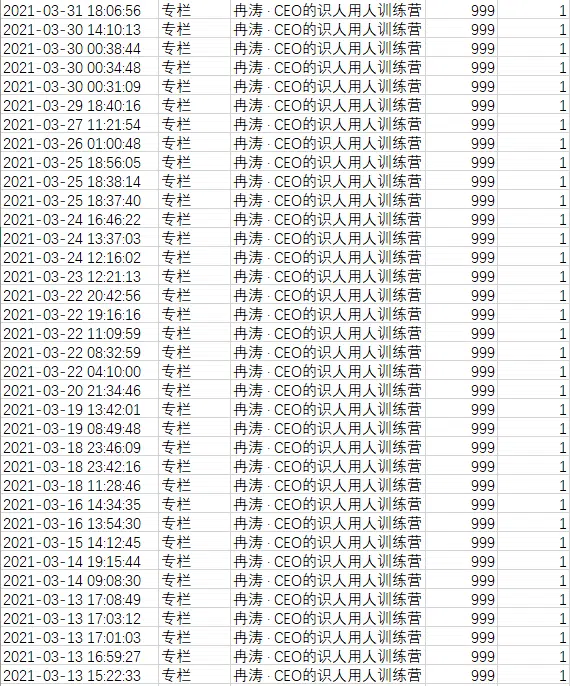 2021-03-31 18:06:56 专栏 冉涛 · CEO的识人用人训练营 999 1
2021-03-30 14:10:13 专栏 冉涛 · CEO的识人用人训练营 999 1
2021-03-30 00:38:44 专栏 冉涛 · CEO的识人用人训练营 999 1
2021-03-30 00:34:48 专栏 冉涛 · CEO的识人用人训练营 999 1
2021-03-30 00:31:09 专栏 冉涛 · CEO的识人用人训练营 999 1
2021-03-29 18:40:16 专栏 冉涛 · CEO的识人用人训练营 999 1
2021-03-27 11:21:54 专栏 冉涛 · CEO的识人用人训练营 999 1
2021-03-26 01:00:48 专栏 冉涛 · CEO的识人用人训练营 999 1
2021-03-25 18:56:05 专栏 冉涛 · CEO的识人用人训练营 999 1
2021-03-25 18:38:14 专栏 冉涛 · CEO的识人用人训练营 999 1
2021-03-25 18:37:40 专栏 冉涛 · CEO的识人用人训练营 999 1
2021-03-24 16:46:22 专栏 冉涛 · CEO的识人用人训练营 999 1
2021-03-24 13:37:03 专栏 冉涛 · CEO的识人用人训练营 999 1
2021-03-24 12:16:02 专栏 冉涛 · CEO的识人用人训练营 999 1
2021-03-23 12:21:13 专栏 冉涛 · CEO的识人用人训练营 999 1
2021-03-22 20:42:56 专栏 冉涛 · CEO的识人用人训练营 999 1
2021-03-22 19:16:16 专栏 冉涛 · CEO的识人用人训练营 999 1
2021-03-22 11:09:59 专栏 冉涛 · CEO的识人用人训练营 999 1
2021-03-22 08:32:59 专栏 冉涛 · CEO的识人用人训练营 999 1
2021-03-22 04:10:00 专栏 冉涛 · CEO的识人用人训练营 999 1
2021-03-20 21:34:46 专栏 冉涛 · CEO的识人用人训练营 999 1
2021-03-19 13:42:01 专栏 冉涛 · CEO的识人用人训练营 999 1
2021-03-19 08:49:48 专栏 冉涛 · CEO的识人用人训练营 999 1
2021-03-18 23:46:09 专栏 冉涛 · CEO的识人用人训练营 999 1
2021-03-18 23:42:16 专栏 冉涛 · CEO的识人用人训练营 999 1
2021-03-18 11:28:46 专栏 冉涛 · CEO的识人用人训练营 999 1
2021-03-16 14:34:35 专栏 冉涛 · CEO的识人用人训练营 999 1
2021-03-16 13:54:30 专栏 冉涛 · CEO的识人用人训练营 999 1
2021-03-15 14:12:45 专栏 冉涛 · CEO的识人用人训练营 999 1
2021-03-14 19:15:44 专栏 冉涛 · CEO的识人用人训练营 999 1
2021-03-14 09:08:30 专栏 冉涛 · CEO的识人用人训练营 999 1
2021-03-13 17:08:49 专栏 冉涛 · CEO的识人用人训练营 999 1
2021-03-13 17:03:12 专栏 冉涛 · CEO的识人用人训练营 999 1
2021-03-13 17:01:03 专栏 冉涛 · CEO的识人用人训练营 999 1
2021-03-13 16:59:27 专栏 冉涛 · CEO的识人用人训练营 999 1
2021-03-13 15:22:33 专栏 冉涛 · CEO的识人用人训练营 999 1